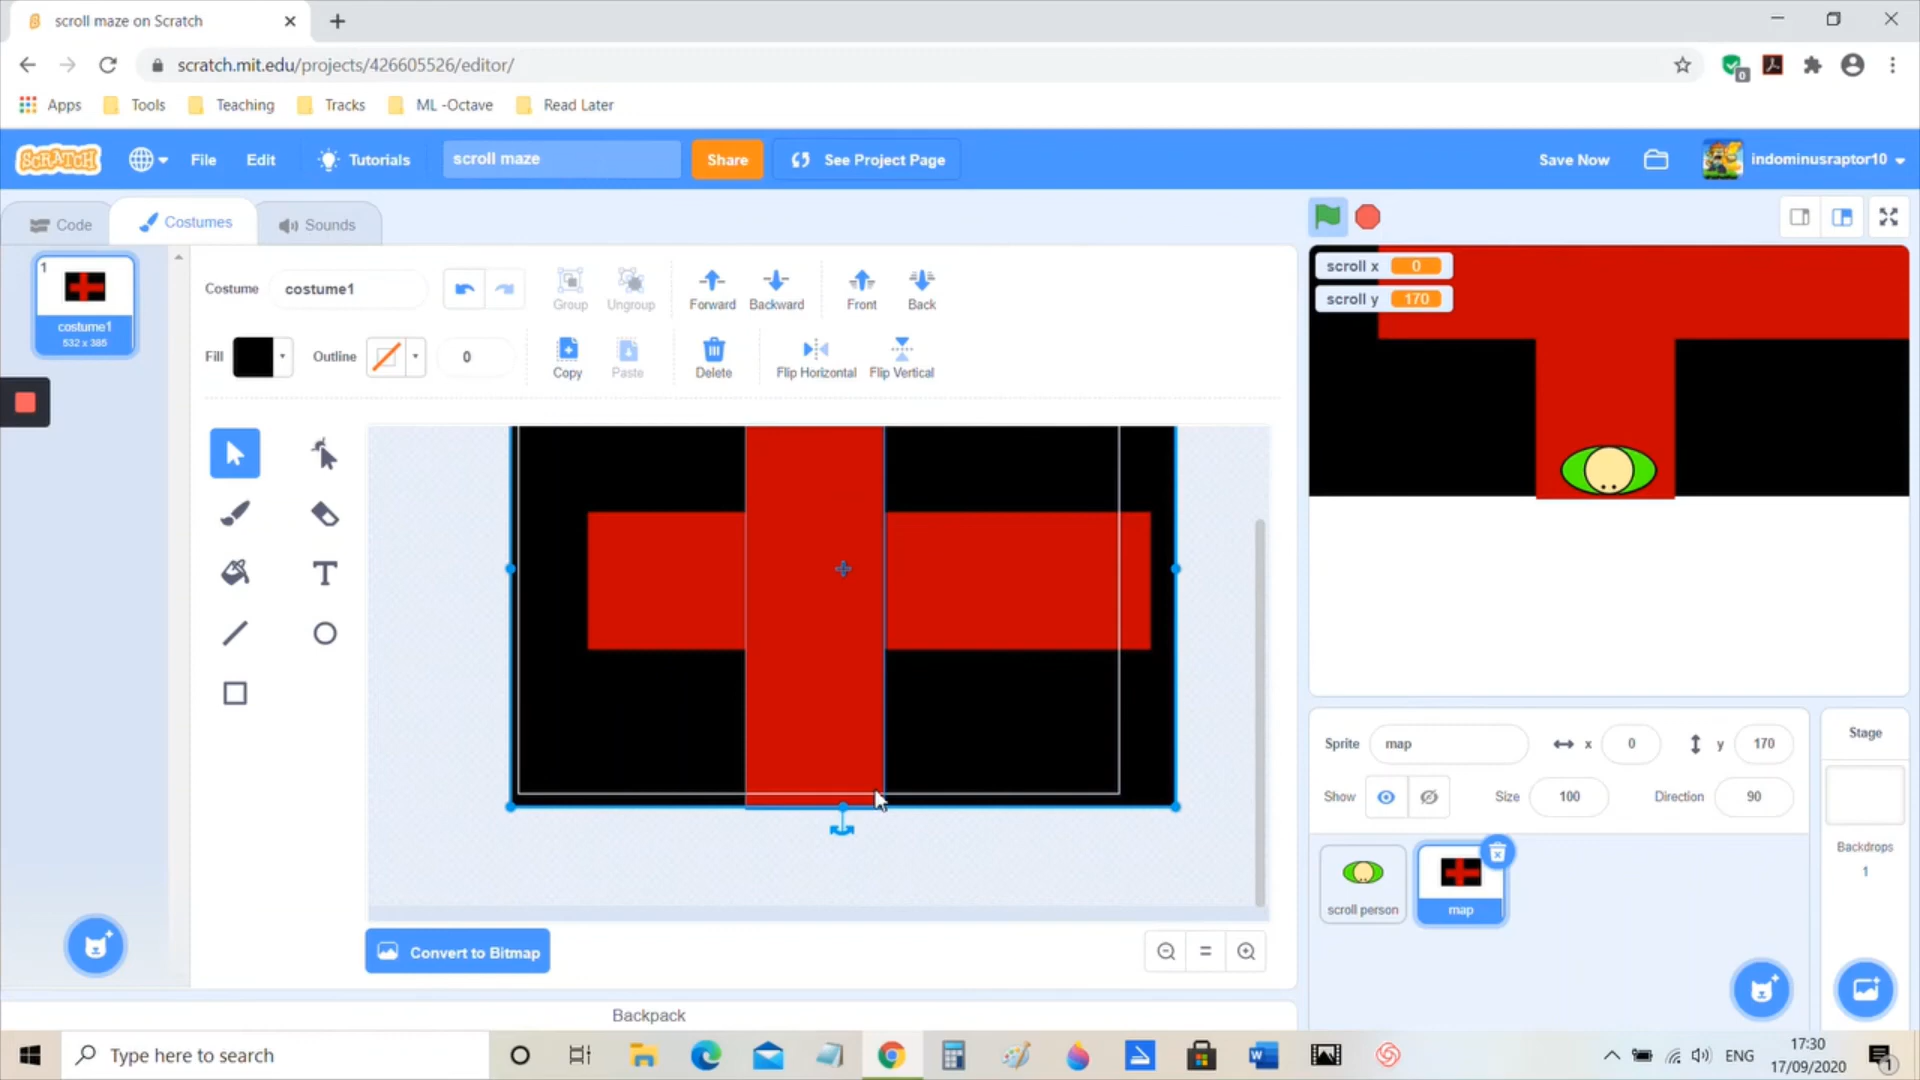 scroll maze on Scratch
scratch.mit.edu/projects/426605526/editor/
0
Apps Tools Teaching Tracks ML -Octave Read Later
SCRATCH File Edit Tutorials scroll maze Share See Project Page Save Now indominusraptor10
Code Costumes Sounds
1
costume1
532 x 385
Costume costume1 Group Ungroup Forward Backward Front Back
Fill Outline 0 Copy Paste Delete Flip Horizontal Flip Vertical
T
Convert to Bitmap
Backpack
scroll x 0
scroll y 170
Sprite map x 0 y 170
Show Size 100 Direction 90
scroll person
map
Stage
Backdrops
1
Type here to search
W
ENG
17:30
17/09/2020
1